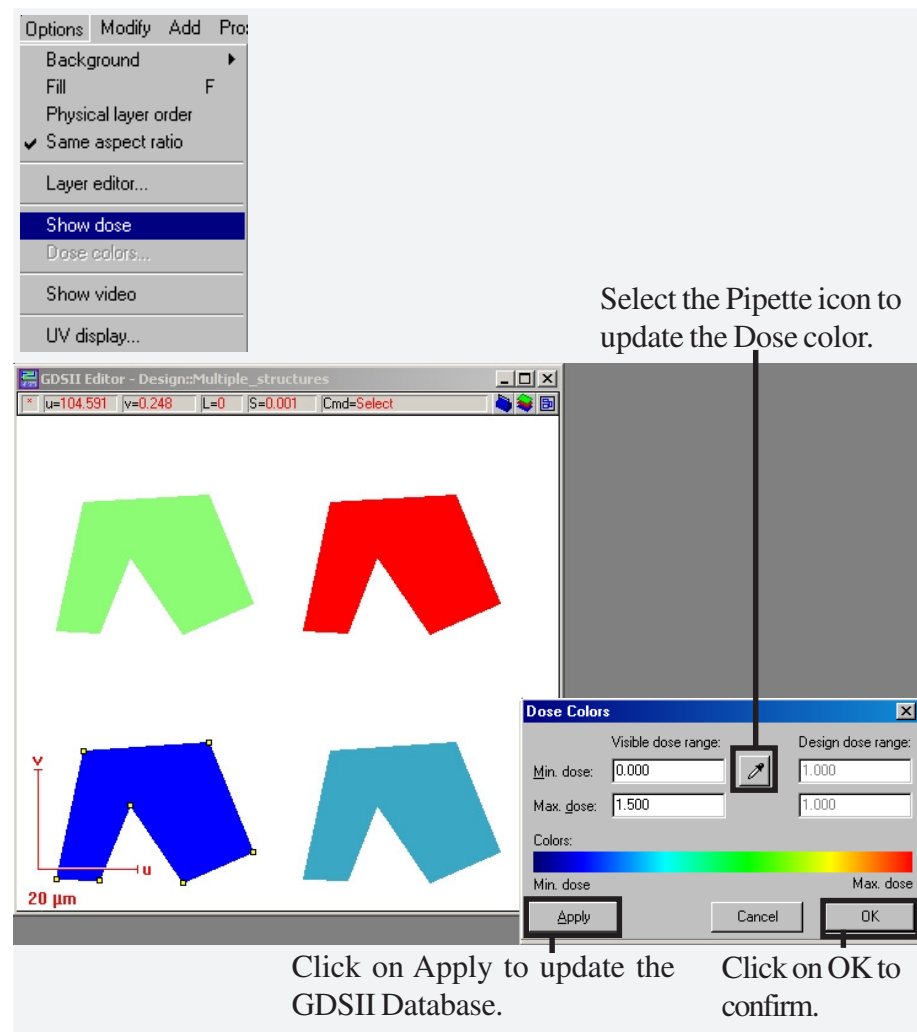 Options Modify Add Pro
Background
Fill F
Physical layer order
Same aspect ratio
Layer editor...
Show dose
Dose colors...
Show video
UV display...
Select the Pipette icon to
update the Dose color.
GDSII Editor - Design::Multiple_structures
* u=104.591 v=0.248 L=0 S=0.001 Cmd=Select
v
u
20 µm
Dose Colors
Visible dose range: Design dose range:
Min. dose: 0.000 1.000
Max. dose: 1.500 1.000
Colors:
Min. dose Max. dose
Apply Cancel OK
Click on Apply to update the
GDSII Database.
Click on OK to
confirm.